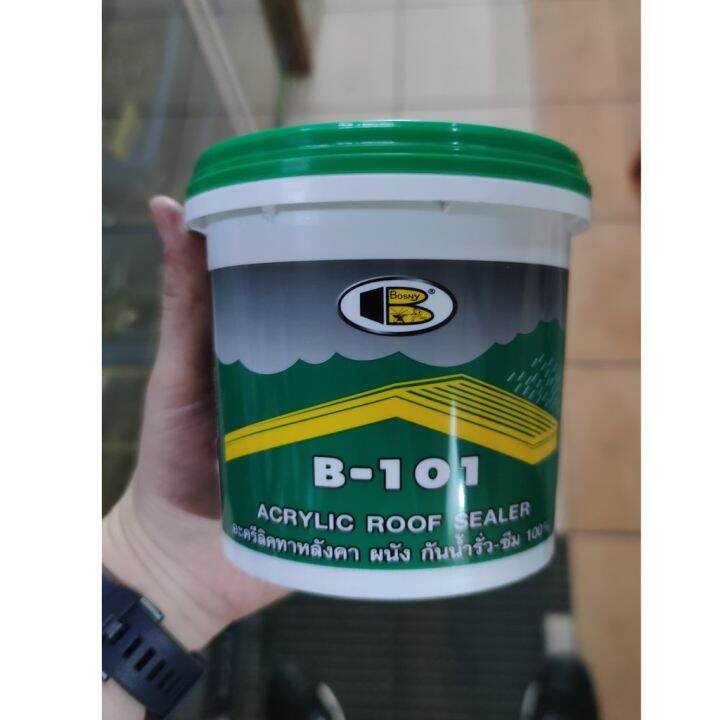 BOSNY®
B-101
ACRYLIC ROOF SEALER
อะครีลิคทาหลังคา ผนัง กันน้ำรั่ว-ซึม 100%